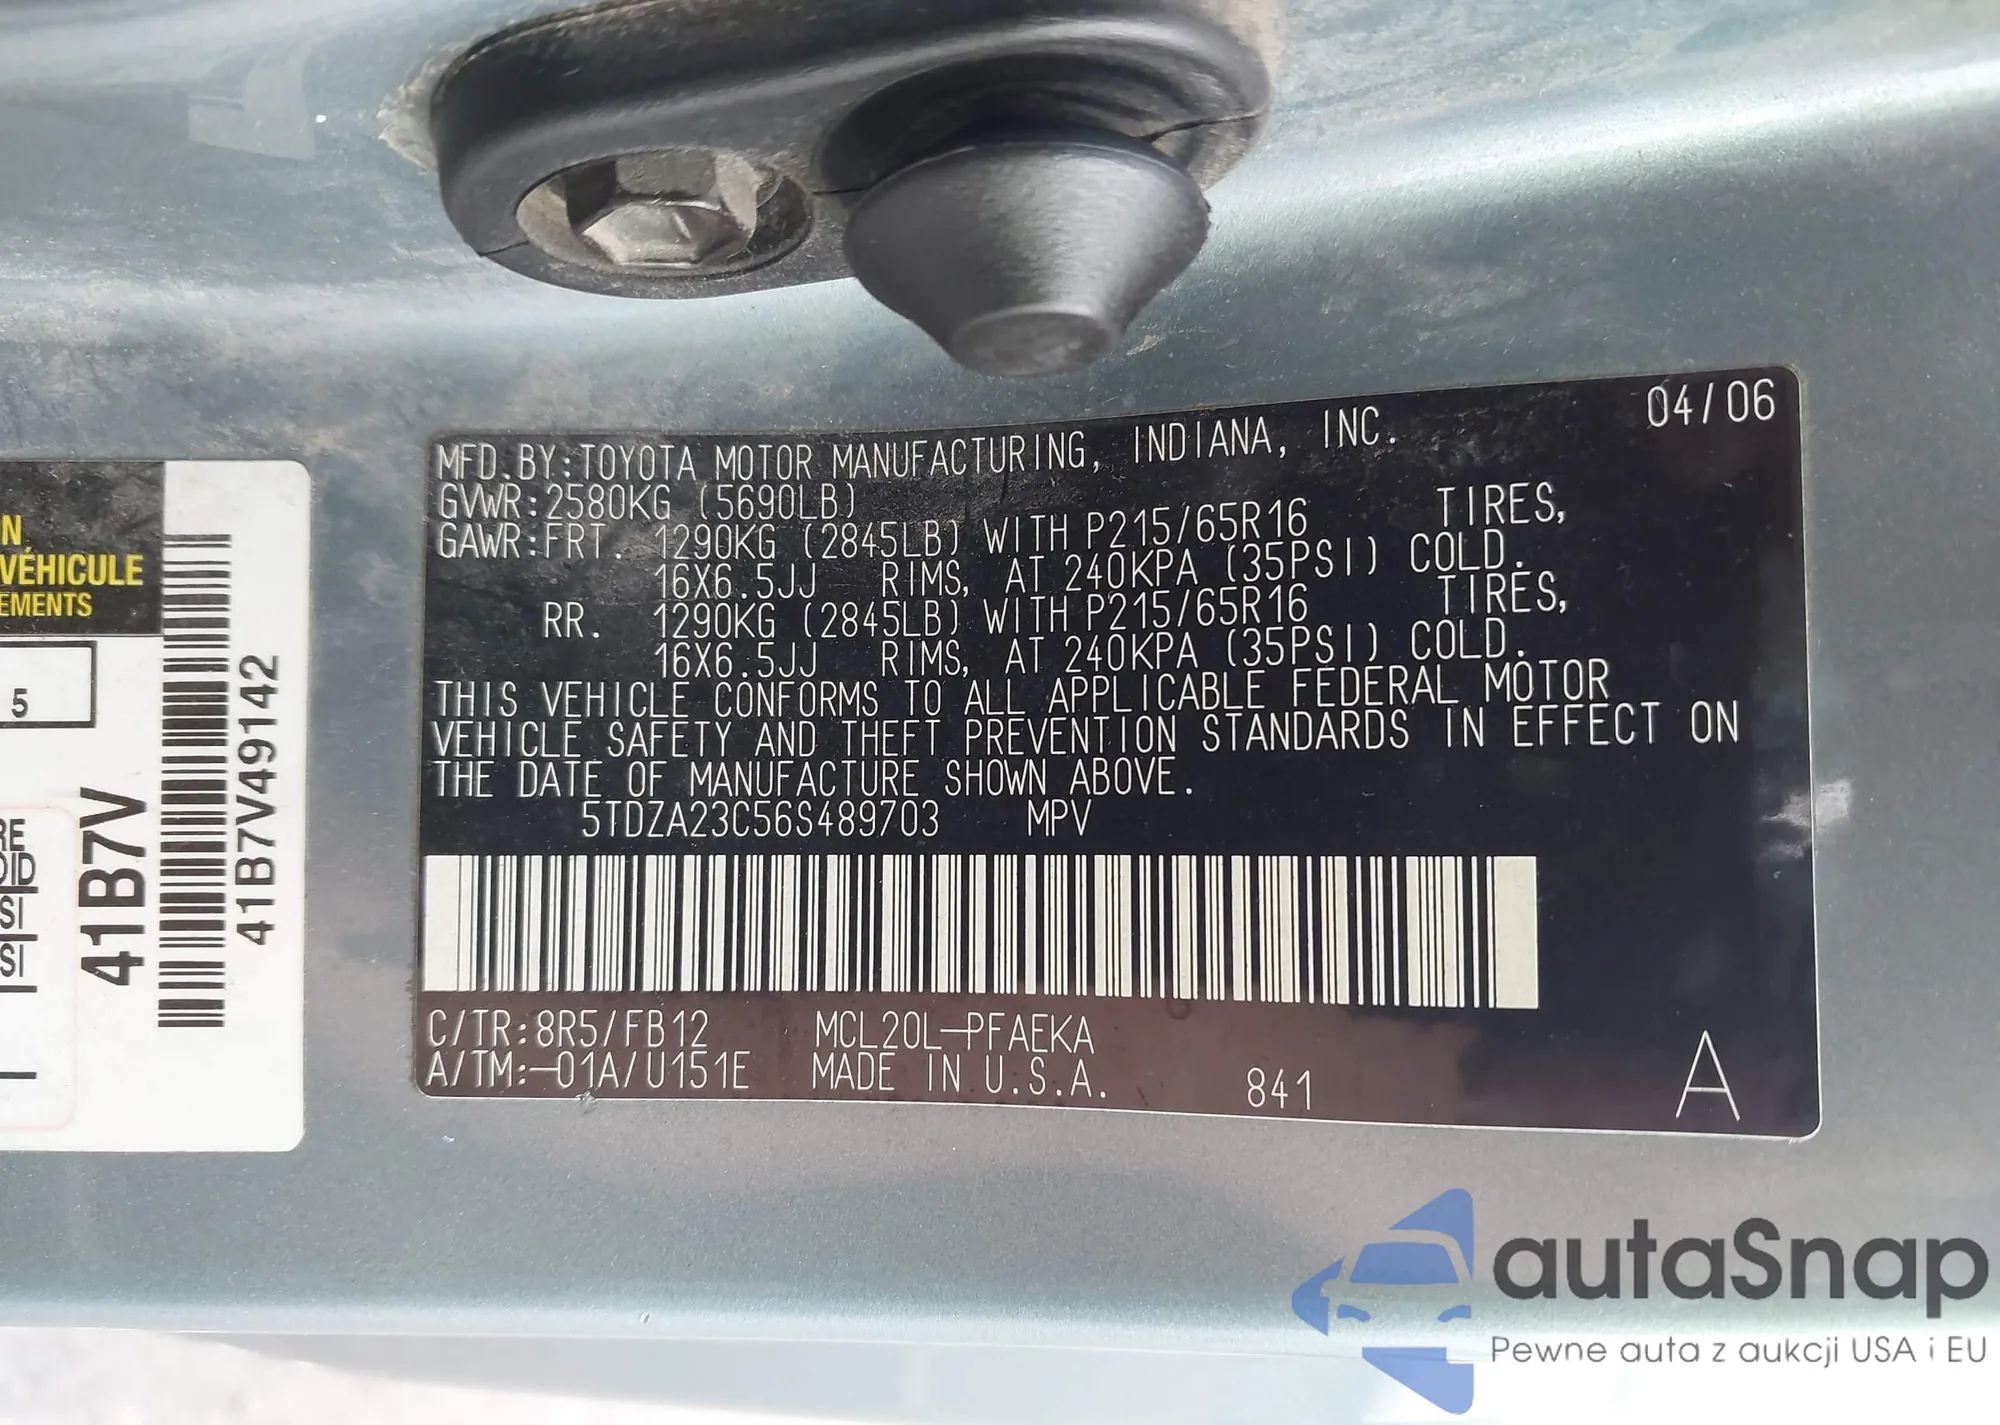 04/06
MFD.BY:TOYOTA MOTOR MANUFACTURING, INDIANA, INC.
GVWR:2580KG (5690LB)
GAWR:FRT. 1290KG (2845LB) WITH P215/65R16 TIRES,
16X6.5JJ RIMS, AT 240KPA (35PSI) COLD.
RR. 1290KG (2845LB) WITH P215/65R16 TIRES,
16X6.5JJ RIMS, AT 240KPA (35PSI) COLD.
THIS VEHICLE CONFORMS TO ALL APPLICABLE FEDERAL MOTOR
VEHICLE SAFETY AND THEFT PREVENTION STANDARDS IN EFFECT ON
THE DATE OF MANUFACTURE SHOWN ABOVE.
5TDZA23C56S489703 MPV
C/TR:8R5/FB12 MCL20L-PFAEKA
A/TM:-01A/U151E MADE IN U.S.A. 841
A
N
VÉHICULE
EMENTS
5
RE
OID
SI
SI
41B7V
41B7V49142
autaSnap
Pewne auta z aukcji USA i EU